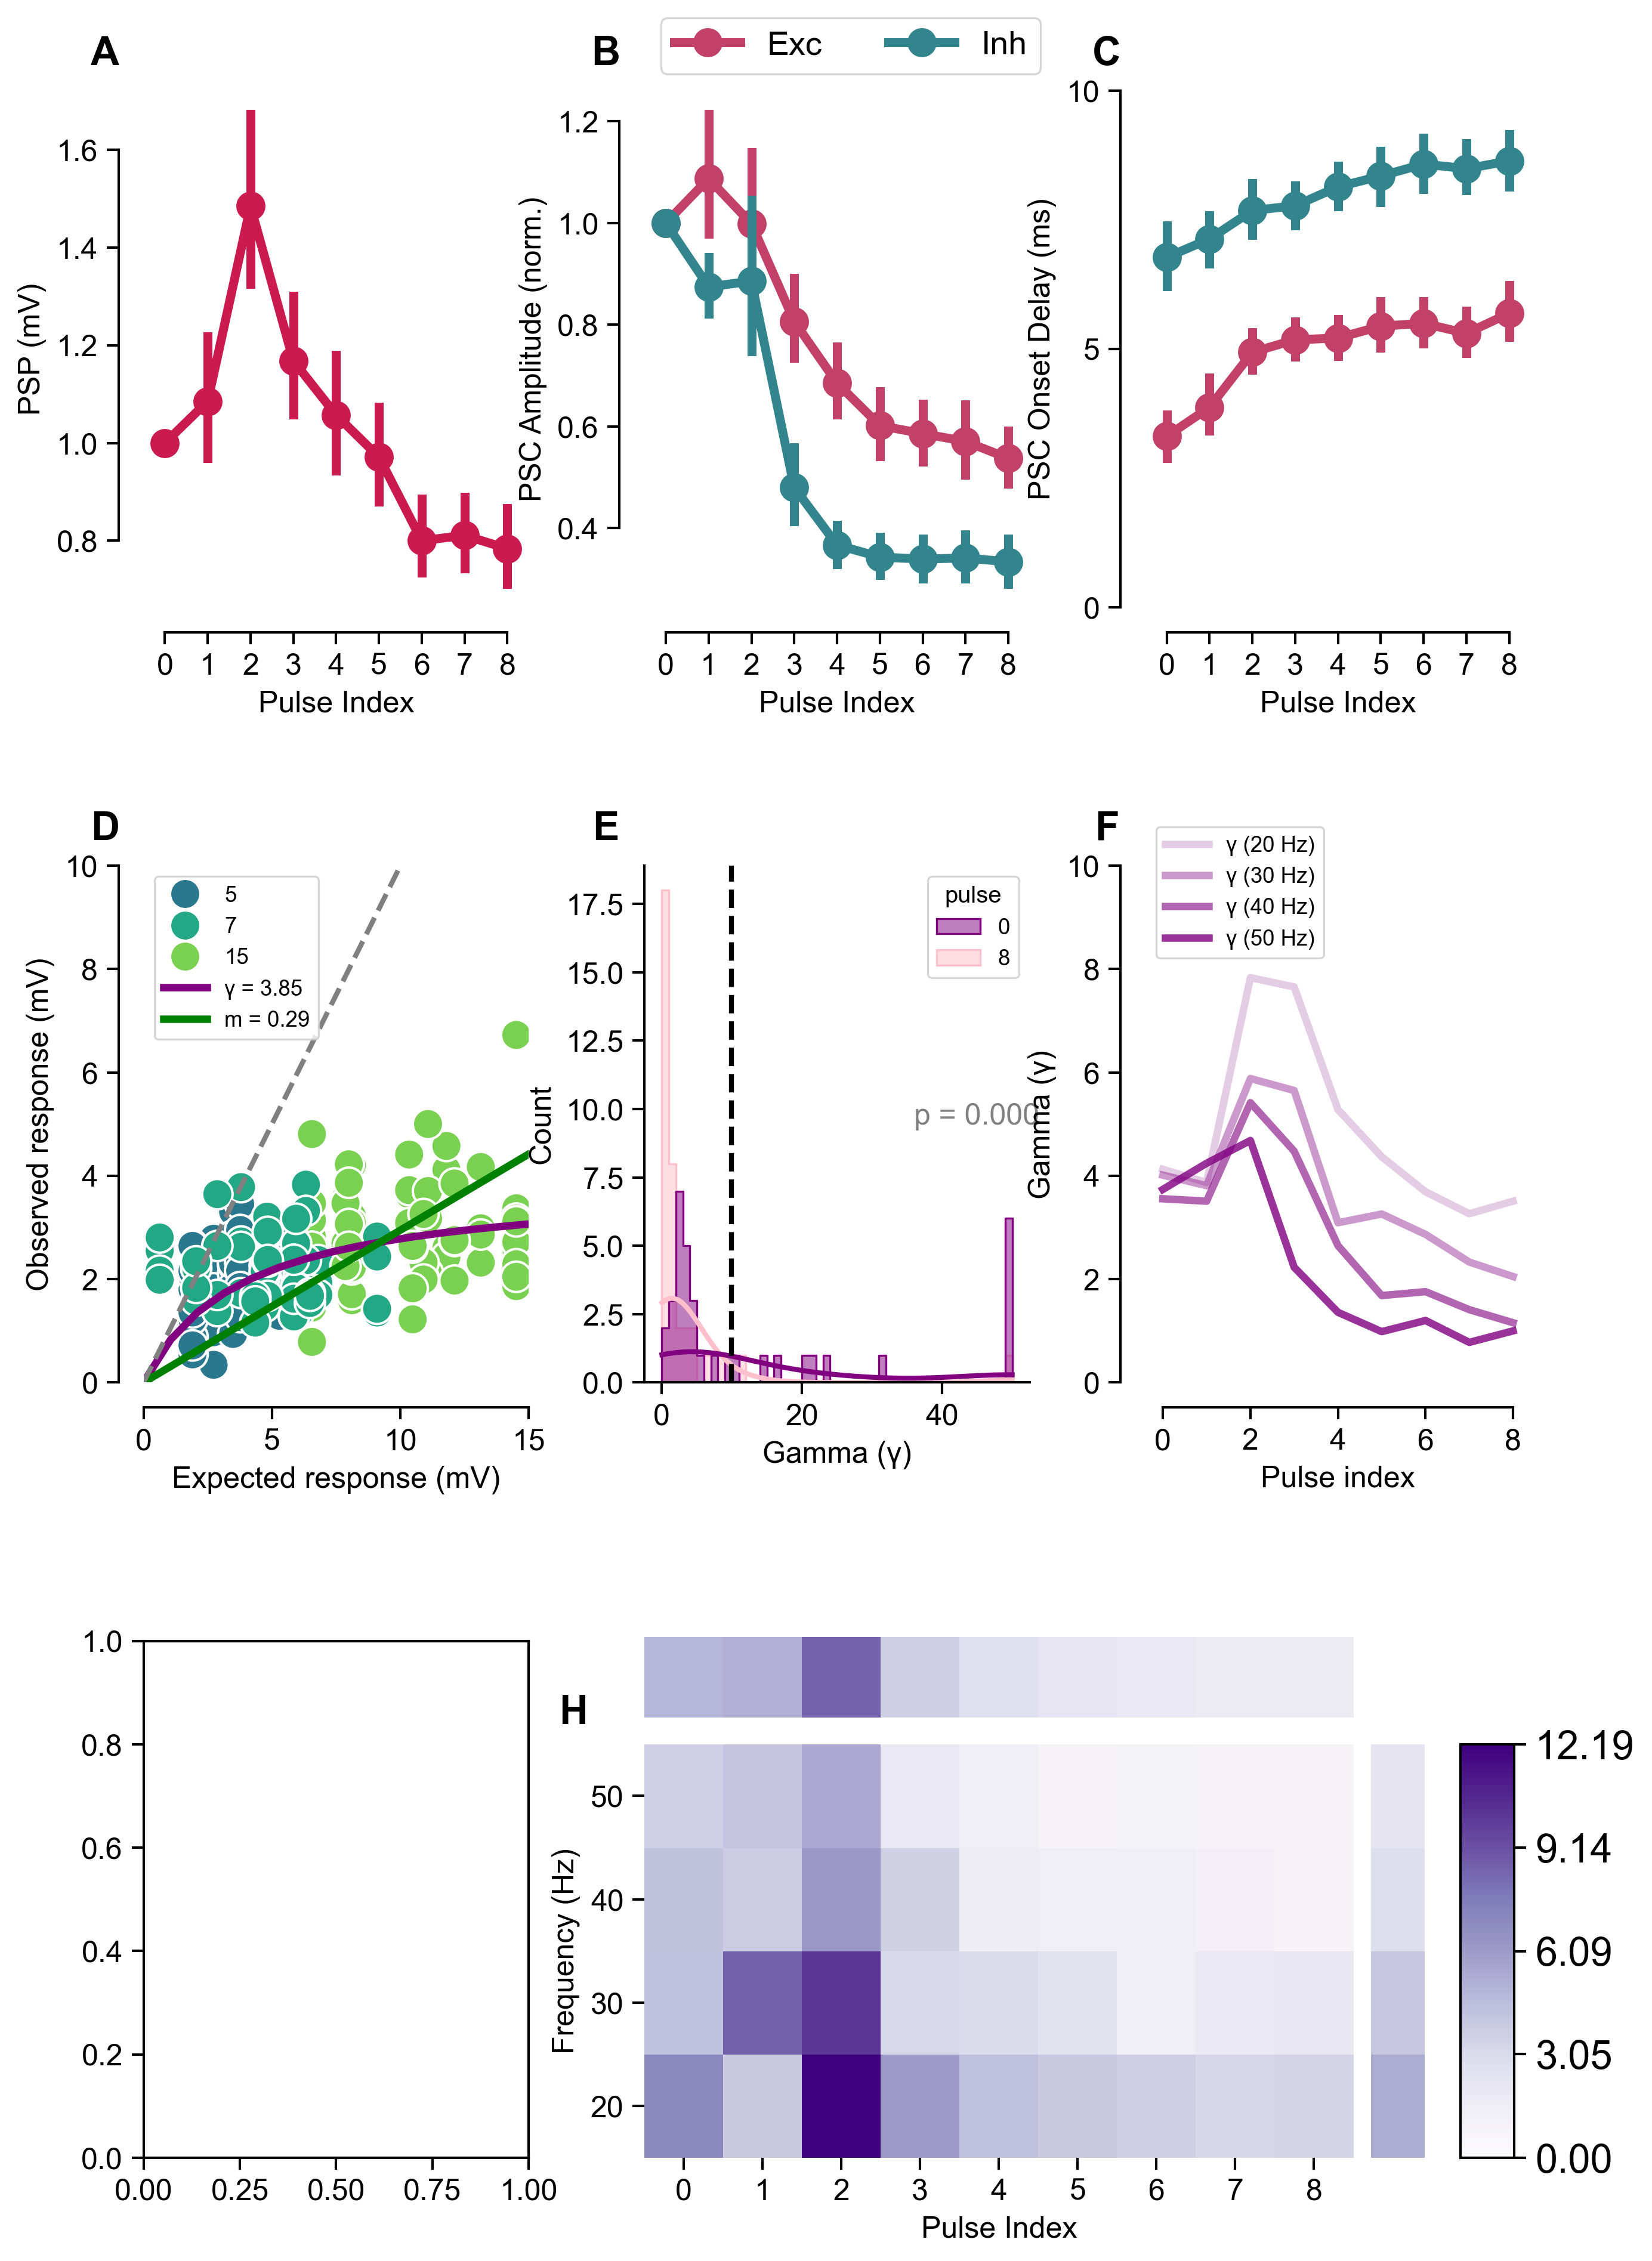 A
B
Exc
Inh
C
PSP (mV)
1.6
1.4
1.2
1.0
0.8
0 1 2 3 4 5 6 7 8
Pulse Index
PSC Amplitude (norm.)
1.2
1.0
0.8
0.6
0.4
0 1 2 3 4 5 6 7 8
Pulse Index
PSC Onset Delay (ms)
10
5
0
0 1 2 3 4 5 6 7 8
Pulse Index
D
Observed response (mV)
10
8
6
4
2
0
5
7
15
γ = 3.85
m = 0.29
0 5 10 15
Expected response (mV)
E
Count
17.5
15.0
12.5
10.0
7.5
5.0
2.5
0.0
pulse
0
8
p = 0.000
0 20 40
Gamma (γ)
F
γ (20 Hz)
γ (30 Hz)
γ (40 Hz)
γ (50 Hz)
Gamma (γ)
10
8
6
4
2
0
0 2 4 6 8
Pulse index
1.0
0.8
0.6
0.4
0.2
0.0
0.00 0.25 0.50 0.75 1.00
H
Frequency (Hz)
50
40
30
20
0 1 2 3 4 5 6 7 8
Pulse Index
12.19
9.14
6.09
3.05
0.00